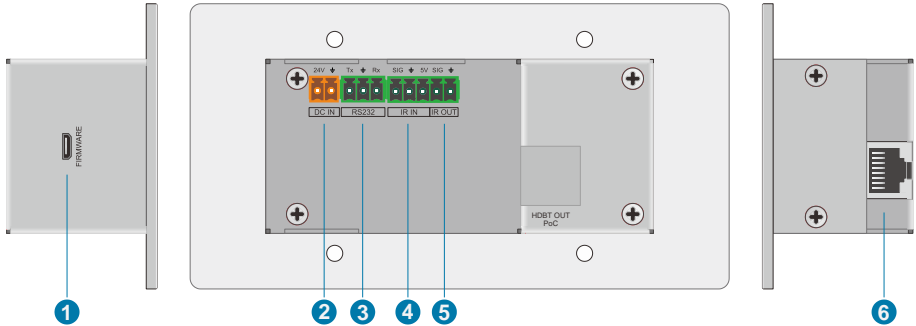 24V ⏚ Tx ⏚ Rx SIG ⏚ 5V SIG ⏚
DC IN RS232 IR IN IR OUT
FIRMWARE
HDBT OUT
PoC
1 2 3 4 5 6